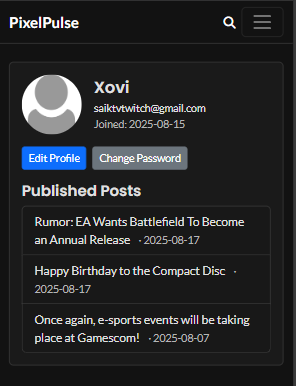 PixelPulse
Xovi
saiktvtwitch@gmail.com
Joined: 2025-08-15
Edit Profile
Change Password
Published Posts
Rumor: EA Wants Battlefield To Become
an Annual Release · 2025-08-17
Happy Birthday to the Compact Disc ·
2025-08-17
Once again, e-sports events will be taking
place at Gamescom! · 2025-08-07